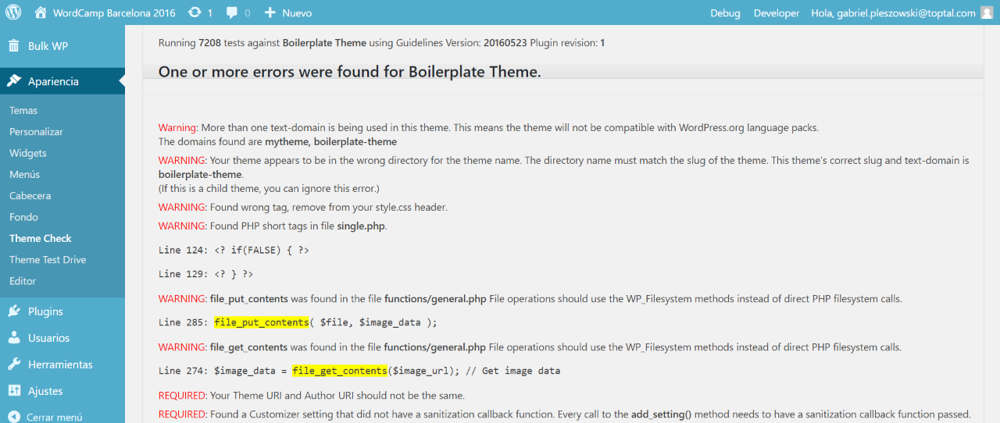 WordCamp Barcelona 2016 1 0 + Nuevo Debug Developer Hola, gabriel.pleszowski@toptal.com
Bulk WP
Apariencia
Temas
Personalizar
Widgets
Menús
Cabecera
Fondo
Theme Check
Theme Test Drive
Editor
Plugins
Usuarios
Herramientas
Ajustes
Cerrar menú
Running 7208 tests against Boilerplate Theme using Guidelines Version: 20160523 Plugin revision: 1
One or more errors were found for Boilerplate Theme.
Warning: More than one text-domain is being used in this theme. This means the theme will not be compatible with WordPress.org language packs.
The domains found are mytheme, boilerplate-theme
WARNING: Your theme appears to be in the wrong directory for the theme name. The directory name must match the slug of the theme. This theme's correct slug and text-domain is
boilerplate-theme.
(If this is a child theme, you can ignore this error.)
WARNING: Found wrong tag, remove from your style.css header.
WARNING: Found PHP short tags in file single.php.
Line 124: <? if(FALSE) { ?>
Line 129: <? } ?>
WARNING: file_put_contents was found in the file functions/general.php File operations should use the WP_Filesystem methods instead of direct PHP filesystem calls.
Line 285: file_put_contents( $file, $image_data );
WARNING: file_get_contents was found in the file functions/general.php File operations should use the WP_Filesystem methods instead of direct PHP filesystem calls.
Line 274: $image_data = file_get_contents($image_url); // Get image data
REQUIRED: Your Theme URI and Author URI should not be the same.
REQUIRED: Found a Customizer setting that did not have a sanitization callback function. Every call to the add_setting() method needs to have a sanitization callback function passed.